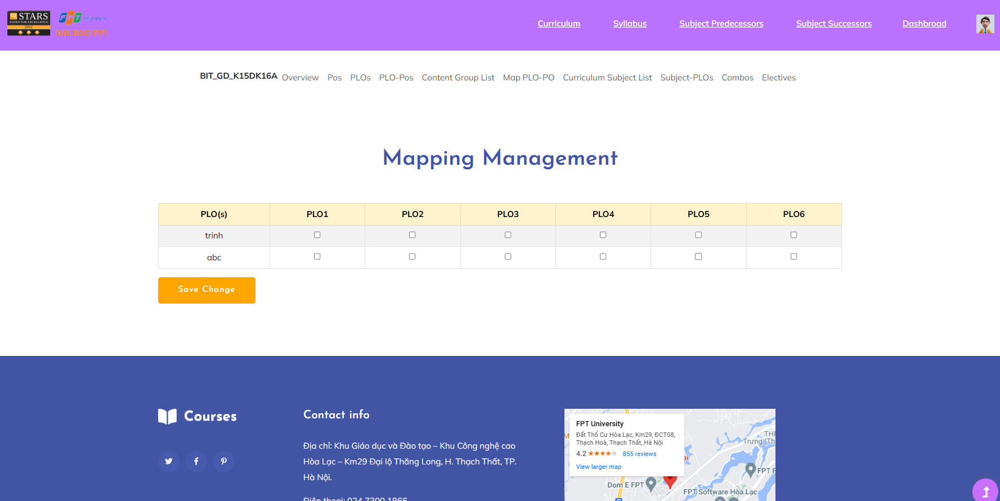 QS STARS
RATED FOR EXCELLENCE
2012
FPT Education
ĐẠI HỌC FPT
Curriculum
Syllabus
Subject Predecessors
Subject Successors
Dashbroad
BIT_GD_K15DK16A Overview Pos PLOs PLO-Pos Content Group List Map PLO-PO Curriculum Subject List Subject-PLOs Combos Electives
Mapping Management
PLO(s) PLO1 PLO2 PLO3 PLO4 PLO5 PLO6
trinh
abc
Save Change
Courses
Contact info
Địa chỉ: Khu Giáo dục và Đào tạo – Khu Công nghệ cao
Hòa Lạc – Km29 Đại lộ Thăng Long, H. Thạch Thất, TP.
Hà Nội.
Điện thoại: 024 7300 1866
FPT University
Đất Thổ Cư Hòa Lạc, Km29, ĐCT08,
Thạch Hoà, Thạch Thất, Hà Nội
4.2 855 reviews
View larger map
Trưng (Th
FPT F
Dom E FPT
FPT Software Hòa Lạc